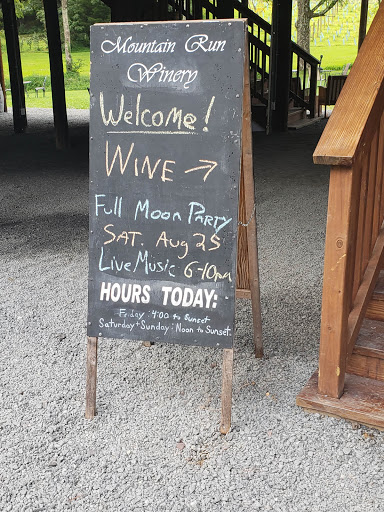 Mountain Run
Winery
Welcome!
WINE →
Full Moon PARTY
SAT. Aug 25
Live Music 6-10pm
HOURS TODAY:
Friday: 4:00 to Sunset
Saturday + Sunday: Noon to Sunset